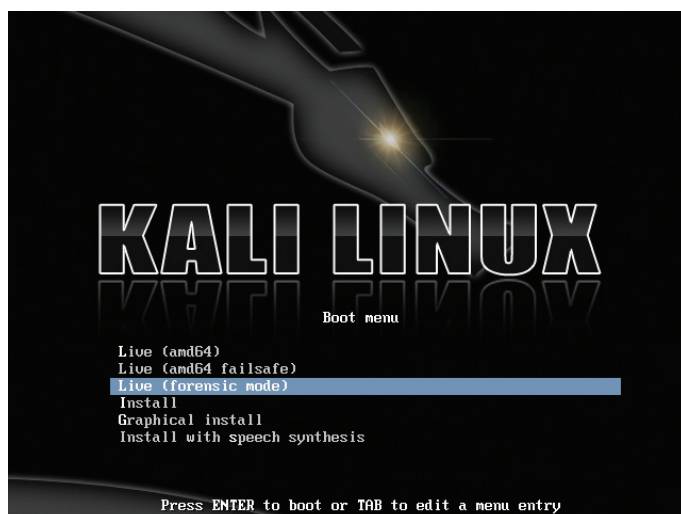 KALI LINUX
Boot menu
Live (amd64)
Live (amd64 failsafe)
Live (forensic mode)
Install
Graphical install
Install with speech synthesis
Press ENTER to boot or TAB to edit a menu entry